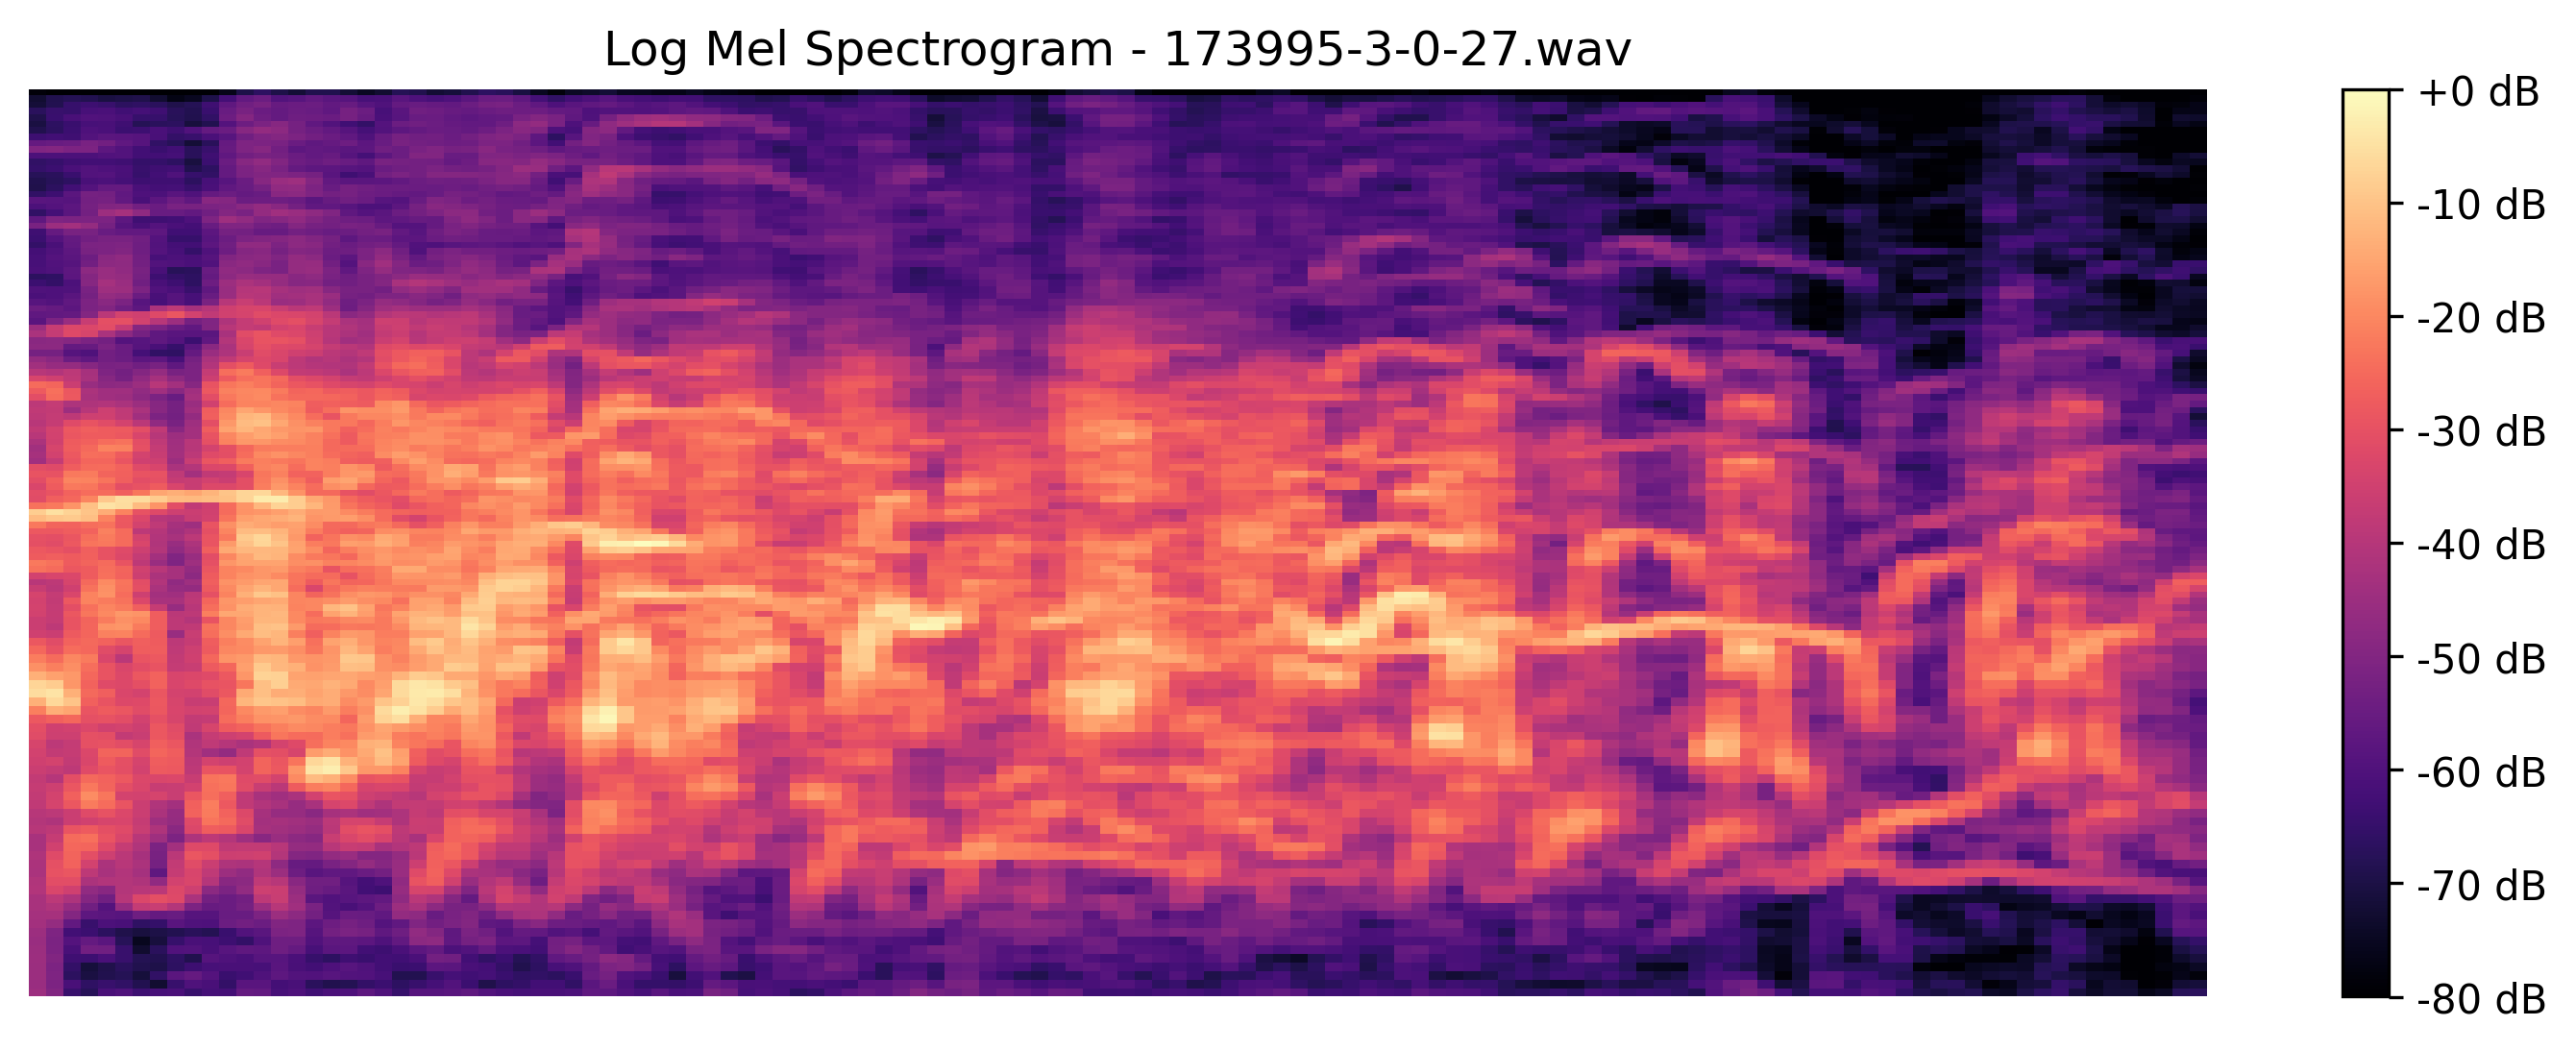 Log Mel Spectrogram - 173995-3-0-27.wav
+0 dB
-10 dB
-20 dB
-30 dB
-40 dB
-50 dB
-60 dB
-70 dB
-80 dB